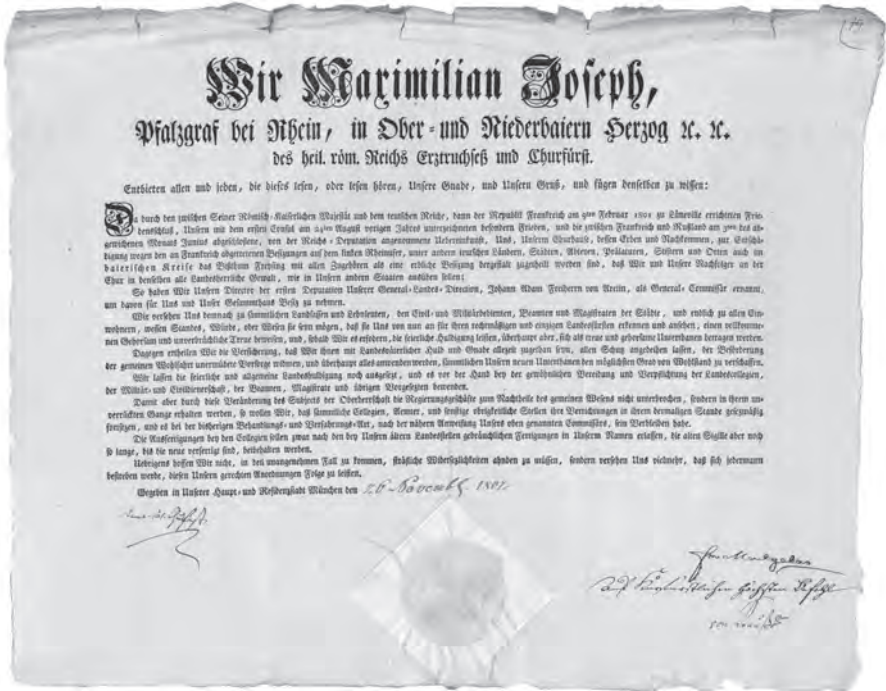 Wir Maximilian Joseph,
Pfalzgraf bei Rhein, in Ober- und Niederbaiern Herzog ꝛc. ꝛc.
des heil. röm. Reichs Erztruchseß und Churfürst.
Entbieten allen und jeden, die dieses lesen, oder lesen hören, Unsere Gnade, und Unsern Gruß, und fügen denselben zu wissen:
Da durch den zwischen Seiner Römisch-Kaiserlichen Majestät und dem teutschen Reiche, dann der Republik Frankreich am 9ten Februar 1801 zu Lüneville errichteten Frie-
densschluß, Unsern mit dem ersten Consul am 24sten August vorigen Jahres unterzeichneten besondern Frieden, und die zwischen Frankreich und Rußland am 3ten des ab-
gewichenen Monats Junius abgeschlossene, von der Reichs-Deputation angenommene Uebereinkunft, Uns, Unserm Churhause, dessen Erben und Nachkommen, zur Entschä-
digung wegen den an Frankreich abgetretenen Besitzungen auf dem linken Rheinufer, unter andern teutschen Ländern, Städten, Abteyen, Prälaturen, Stiftern und Orten auch im
baierischen Kreise das Bisthum Freysing mit allen Zugehören als eine erbliche Besitzung dergestalt zugetheilt worden sind, daß Wir und Unsere Nachfolger an der
Chur in denselben alle Landesherrliche Gewalt, wie in Unsern andern Staaten ausüben sollen:
So haben Wir Unsern Director der ersten Deputation Unserer General-Landes-Direction, Johann Adam Freiherrn von Aretin, als General-Commissär ernannt,
um davon für Uns und Unser Gesammthaus Besitz zu nehmen.
Wir versehen Uns demnach zu sämmtlichen Landsassen und Lehnleuten, den Civil- und Militärbedienten, Beamten und Magistraten der Städte, und endlich zu allen Ein-
wohnern, wessen Standes, Würde, oder Wesen sie seyn mögen, daß sie Uns von nun an für ihren rechtmäßigen und einzigen Landesfürsten erkennen und ansehen, einen vollkomme-
nen Gehorsam und unverbrüchliche Treue beweisen, und, sobald Wir es erfodern, die feierliche Huldigung leisten, überhaupt aber, sich als treue und gehorsame Unterthanen betragen werden.
Dagegen ertheilen Wir die Versicherung, daß Wir ihnen mit Landesväterlicher Huld und Gnade allezeit zugethan seyn, allen Schutz angedeihen lassen, der Beförderung
der gemeinen Wohlfahrt unermüdete Vorsorge widmen, und überhaupt alles anwenden werden, sämmtlichen Unsern neuen Unterthanen den möglichsten Grad von Wohlstand zu verschaffen.
Wir lassen die feierliche und allgemeine Landeshuldigung noch ausgesetzt, und es vor der Hand bey der gewöhnlichen Vereidung und Verpflichtung der Landescollegien,
der Militär- und Civildienerschaft, der Beamten, Magistrate und übrigen Vorgesetzten bewenden.
Damit aber durch diese Veränderung des Subjects der Oberherrschaft die Regierungsgeschäfte zum Nachtheile des gemeinen Wesens nicht unterbrochen, sondern in ihrem un-
verrückten Gange erhalten werden, so wollen Wir, daß sämmtliche Collegien, Aemter, und sonstige obrigkeitliche Stellen ihre Verrichtungen in ihrem dermaligen Stande gesetzmäßig
fortsetzen, und es bei der bisherigen Behandlungs- und Verfahrungs-Art, nach der nähern Anweisung Unsers oben genannten Commissärs, sein Verbleiben habe.
Die Ausfertigungen bey den Collegien sollen zwar nach den bey Unsern ältern Landesstellen gebräuchlichen Fertigungen in Unserm Namen erlassen, die alten Sigille aber noch
so lange, bis die neue verfertigt sind, beibehalten werden.
Uebrigens hoffen Wir nicht, in den unangenehmen Fall zu kommen, sträfliche Widersetzlichkeiten ahnden zu müssen, sondern versehen Uns vielmehr, daß sich jedermann
bestreben werde, diesen Unsern gerechten Anordnungen Folge zu leisten.
Gegeben in Unserer Haupt- und Residenzstadt München den 26 Novemb. 1802.
Auf Kurfürstlichen höchsten Befehl